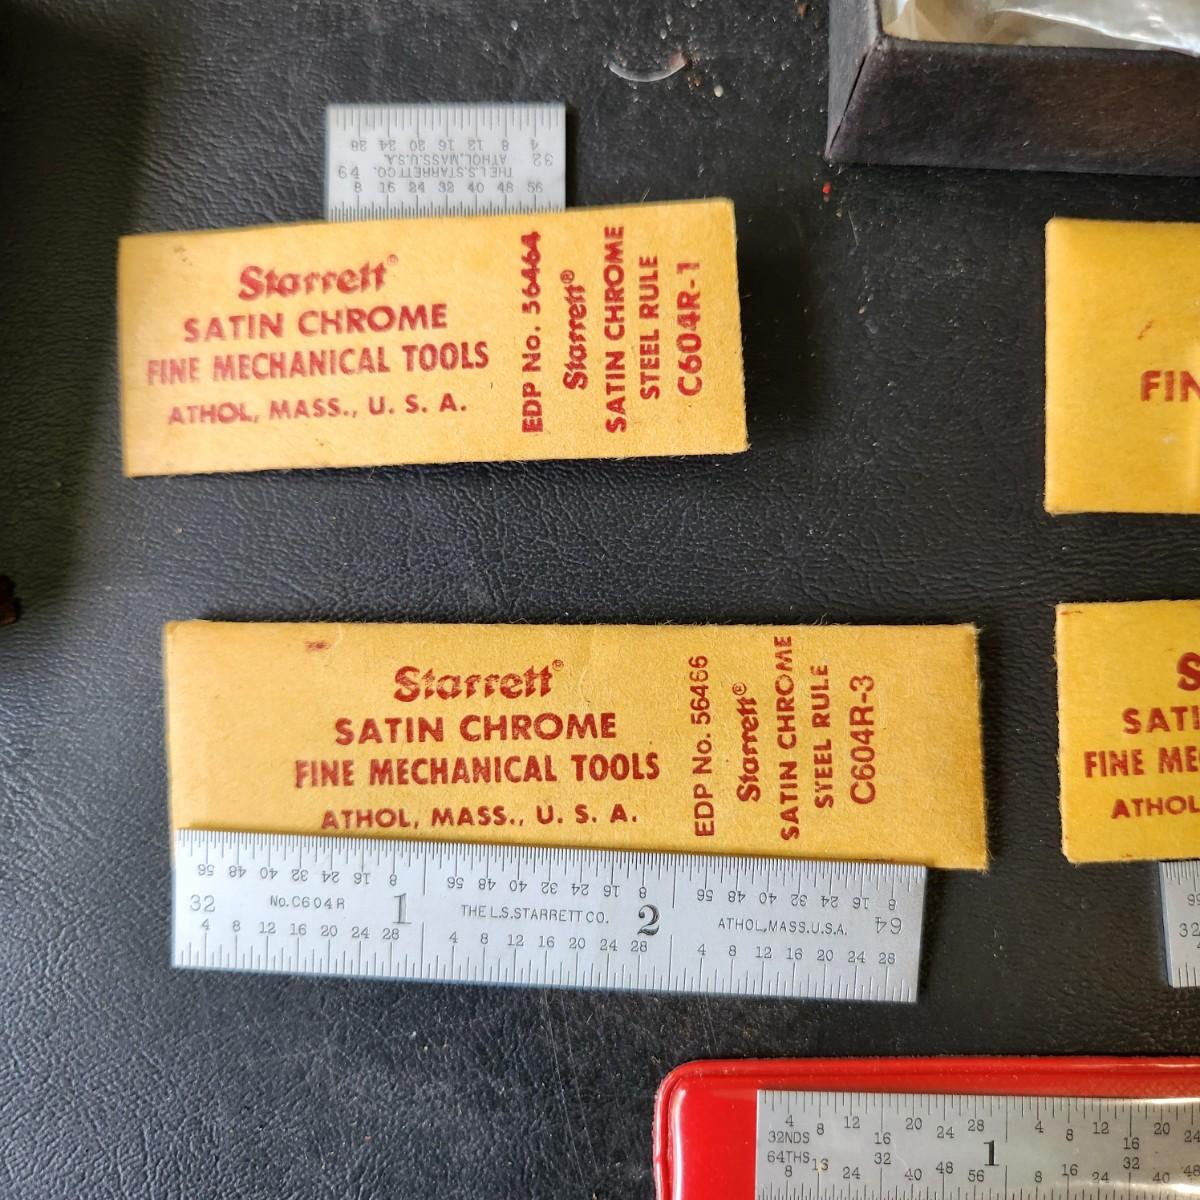 28 24 20 16 12 8 4
32
ATHOL,MASS.U.S.A.
THE L.S.STARRETT CO.
64
8 16 24 32 40 48 56
Starrett®
SATIN CHROME
FINE MECHANICAL TOOLS
ATHOL, MASS., U. S. A.
EDP No. 56464
Starrett®
SATIN CHROME
STEEL RULE
C604R-1
FIN
Starrett®
SATIN CHROME
FINE MECHANICAL TOOLS
ATHOL, MASS., U. S. A.
EDP No. 56466
Starrett®
SATIN CHROME
STEEL RULE
C604R-3
S
SATI
FINE ME
ATHOL
56 48 40 32 24 16 8 56 48 40 32 24 16 8 56 48 40 32 24 16 8
32 No.C604R 1 THE L.S.STARRETT CO. 2 ATHOL,MASS.U.S.A. 64
4 8 12 16 20 24 28 4 8 12 16 20 24 28 4 8 12 16 20 24 28
32
4 8 12 16 20 24 28 4 8 12 16 20 24
32NDS 1
64THS
8 24 32 40 48 56 8 16 24 32 40 48